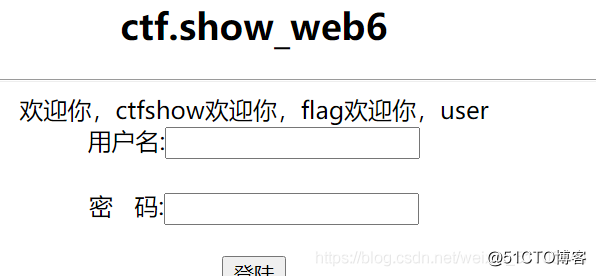 ctf.show_web6
欢迎你，ctfshow欢迎你，flag欢迎你，user
用户名:
密 码:
登陆
https://blog.csdn.net/wei
@51CTO博客